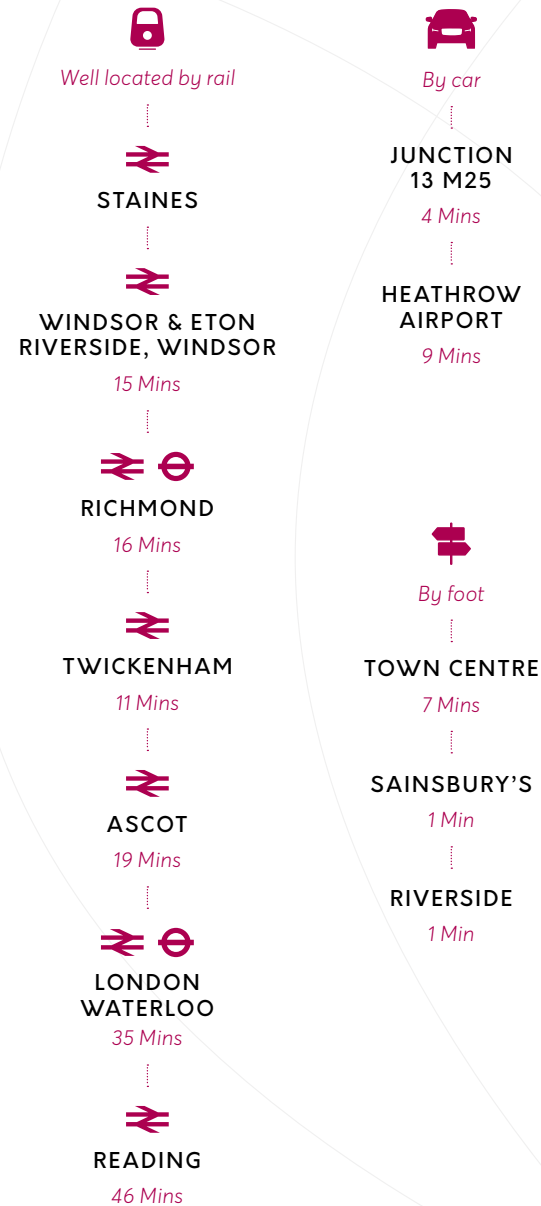 Well located by rail
STAINES
WINDSOR & ETON
RIVERSIDE, WINDSOR
15 Mins
RICHMOND
16 Mins
TWICKENHAM
11 Mins
ASCOT
19 Mins
LONDON
WATERLOO
35 Mins
READING
46 Mins
By car
JUNCTION
13 M25
4 Mins
HEATHROW
AIRPORT
9 Mins
By foot
TOWN CENTRE
7 Mins
SAINSBURY’S
1 Min
RIVERSIDE
1 Min